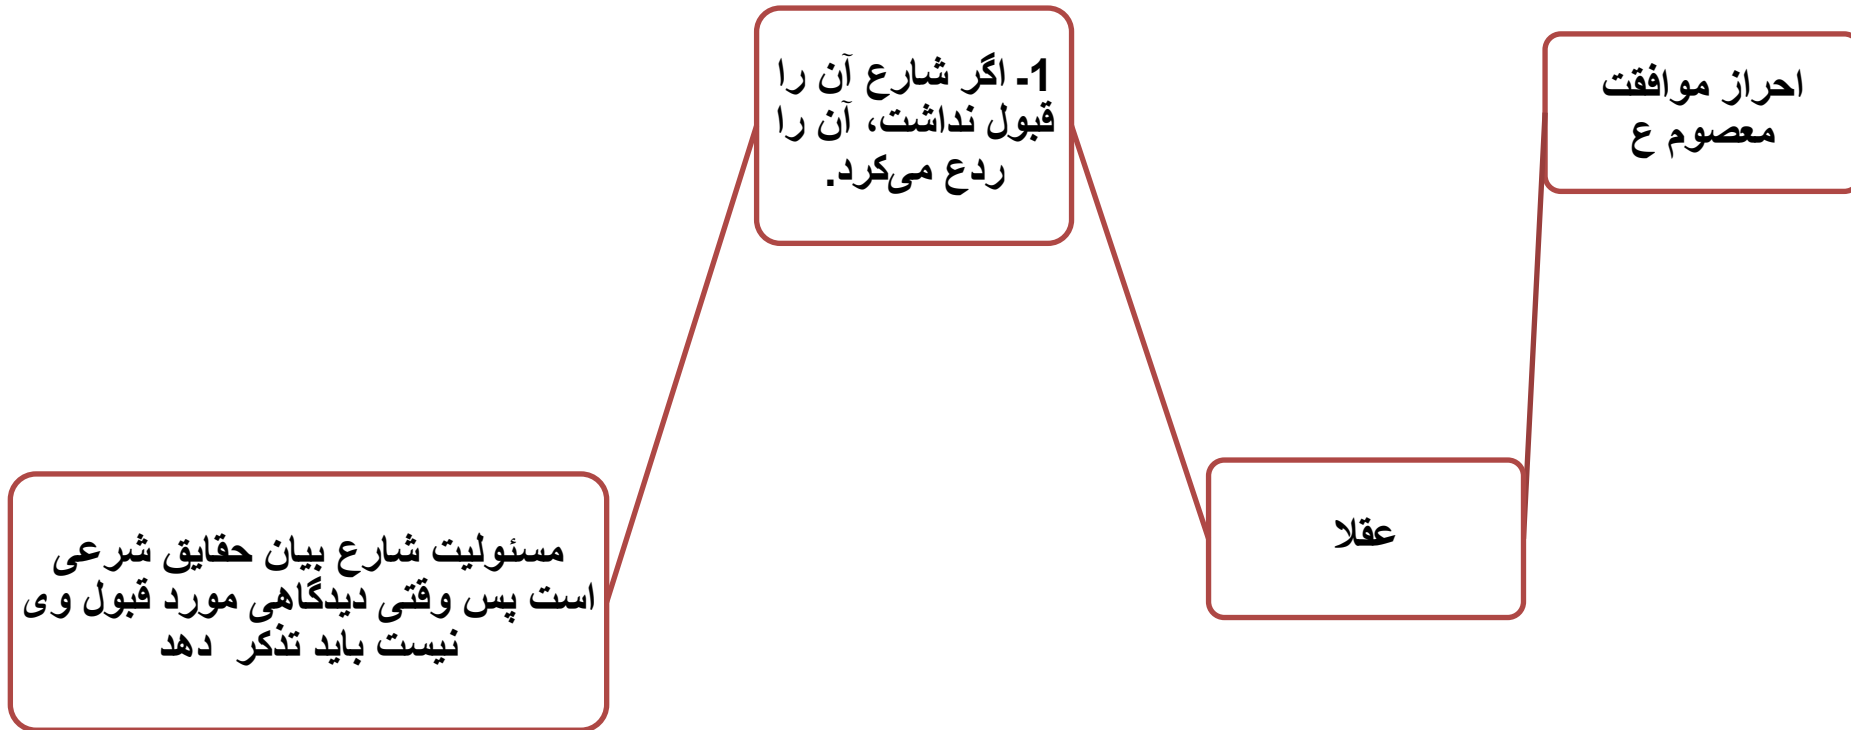 احراز موافقت
معصوم ع
عقلا
1- اگر شارع آن را
قبول نداشت، آن را
ردع می‌کرد.
مسئولیت شارع بیان حقایق شرعی
است پس وقتی دیدگاهی مورد قبول وی
نیست باید تذکر دهد